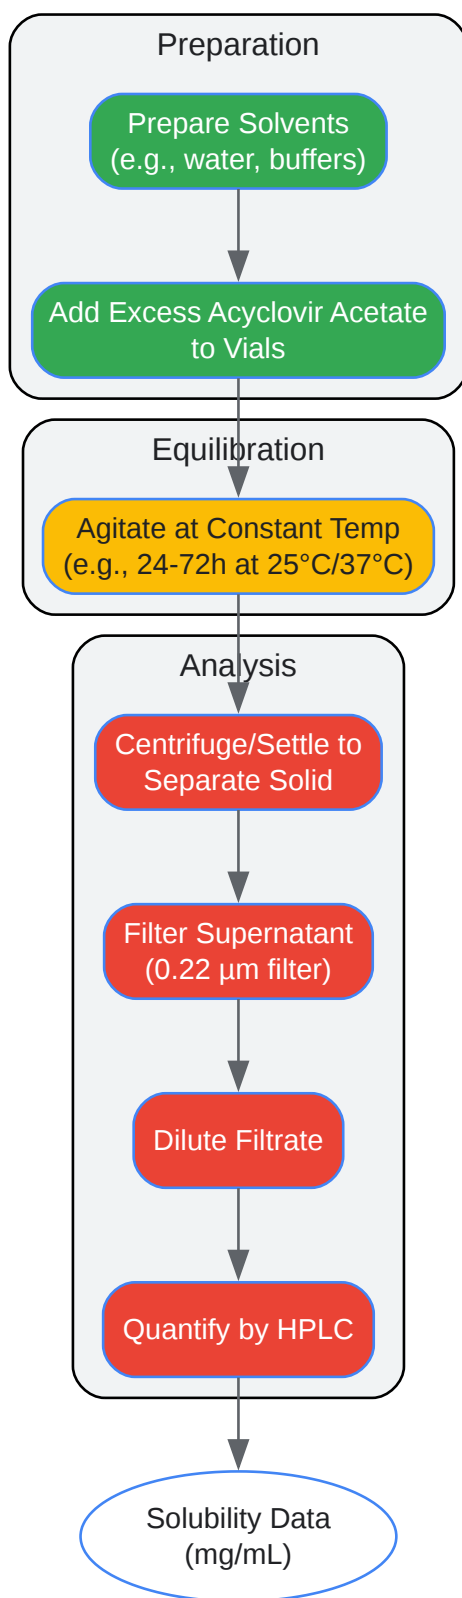 Preparation
Prepare Solvents
(e.g., water, buffers)
Add Excess Acyclovir Acetate
to Vials
Equilibration
Agitate at Constant Temp
(e.g., 24-72h at 25°C/37°C)
Analysis
Centrifuge/Settle to
Separate Solid
Filter Supernatant
(0.22 µm filter)
Dilute Filtrate
Quantify by HPLC
Solubility Data
(mg/mL)